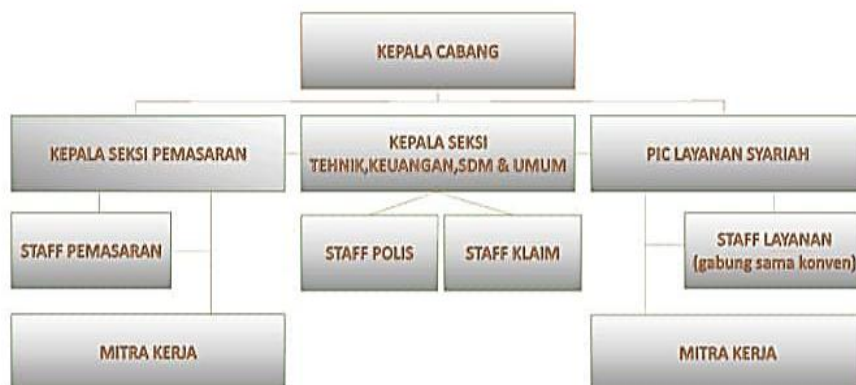 KEPALA CABANG
KEPALA SEKSI PEMASARAN
KEPALA SEKSI
TEHNIK,KEUANGAN,SDM & UMUM
PIC LAYANAN SYARIAH
STAFF PEMASARAN
STAFF POLIS
STAFF KLAIM
STAFF LAYANAN
(gabung sama konven)
MITRA KERJA
MITRA KERJA